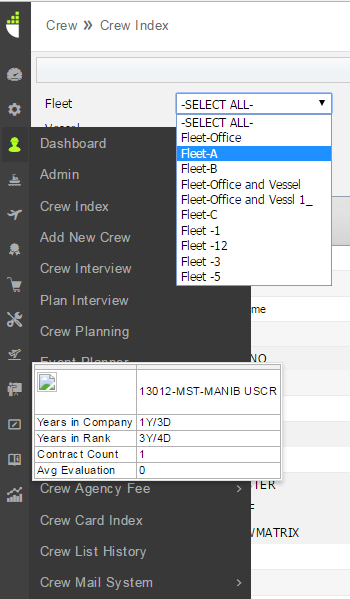 Crew » Crew Index
Fleet
-SELECT ALL-
-SELECT ALL-
Fleet-Office
Fleet-A
Fleet-B
Fleet-Office and Vessel
Fleet-Office and Vessl 1_
Fleet-C
Fleet -1
Fleet -12
Fleet -3
Fleet -5
Vessel
Dashboard
Admin
Crew Index
Add New Crew
Crew Interview
Plan Interview
me
Crew Planning
Event Planner
NO
13012-MST-MANIB USCR
Years in Company 1Y/3D
Years in Rank 3Y/4D
Contract Count 1
Avg Evaluation 0
Crew Agency Fee >
TER
Crew Card Index
F
/MATRIX
Crew List History
Crew Mail System >